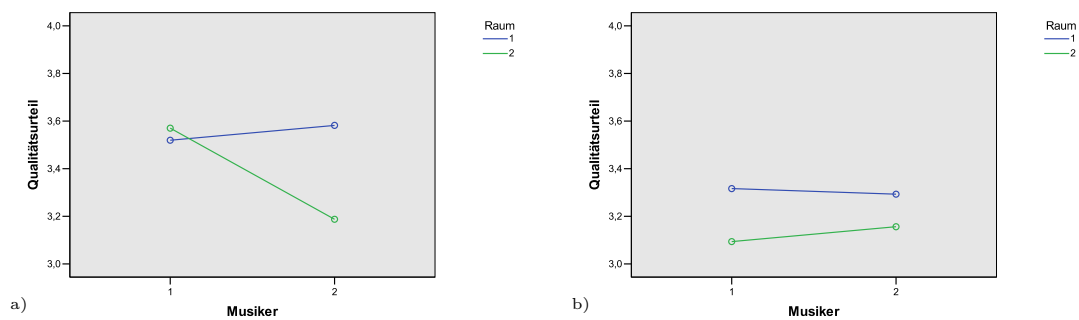 4,0
3,8
3,6
3,4
3,2
3,0
Qualitätsurteil
1
2
Musiker
Raum
1
2
a)
4,0
3,8
3,6
3,4
3,2
3,0
Qualitätsurteil
1
2
Musiker
Raum
1
2
b)